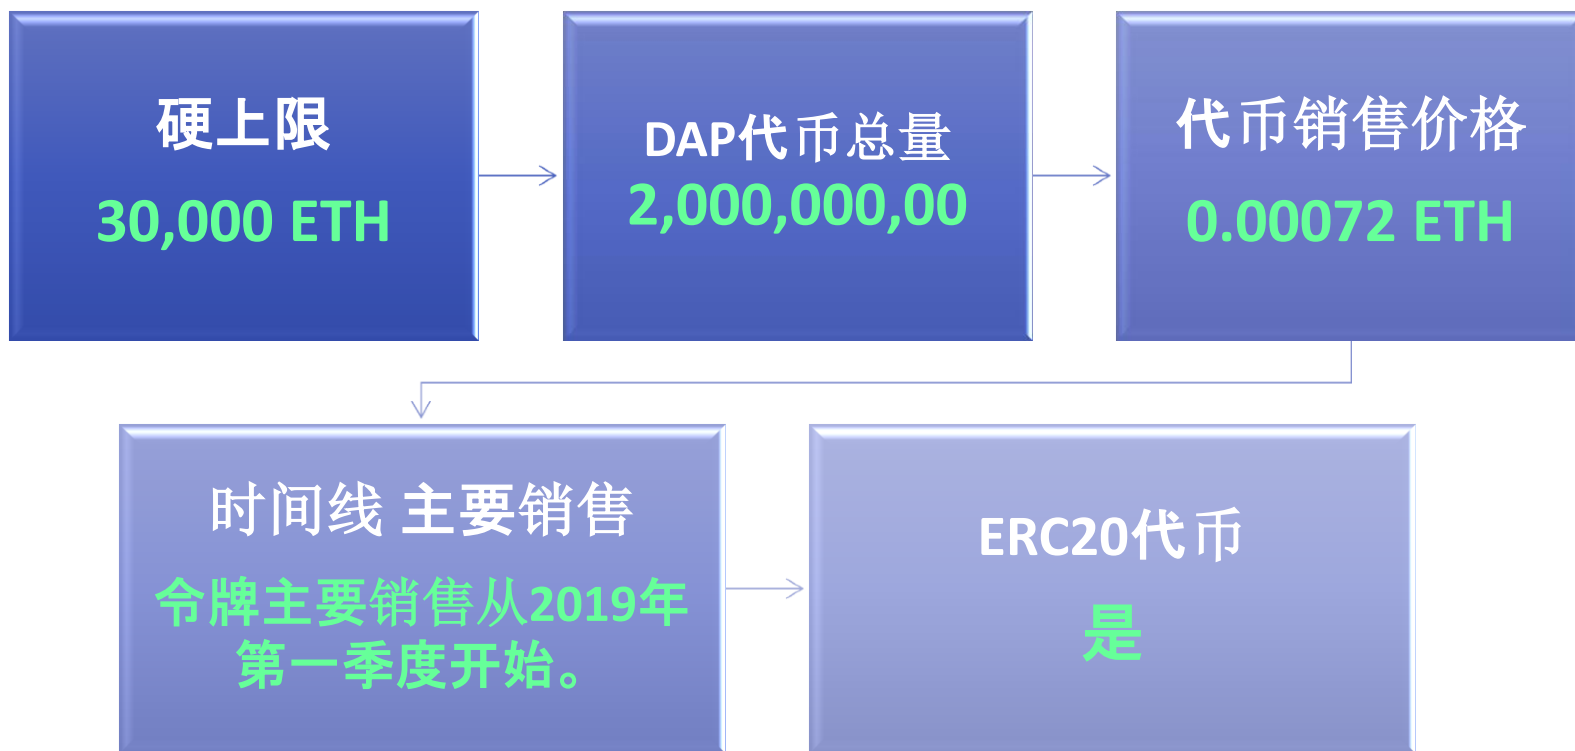 硬上限
30,000 ETH
DAP代币总量
2,000,000,00
代币销售价格
0.00072 ETH
时间线 主要销售
令牌主要销售从2019年
第一季度开始。
ERC20代币
是